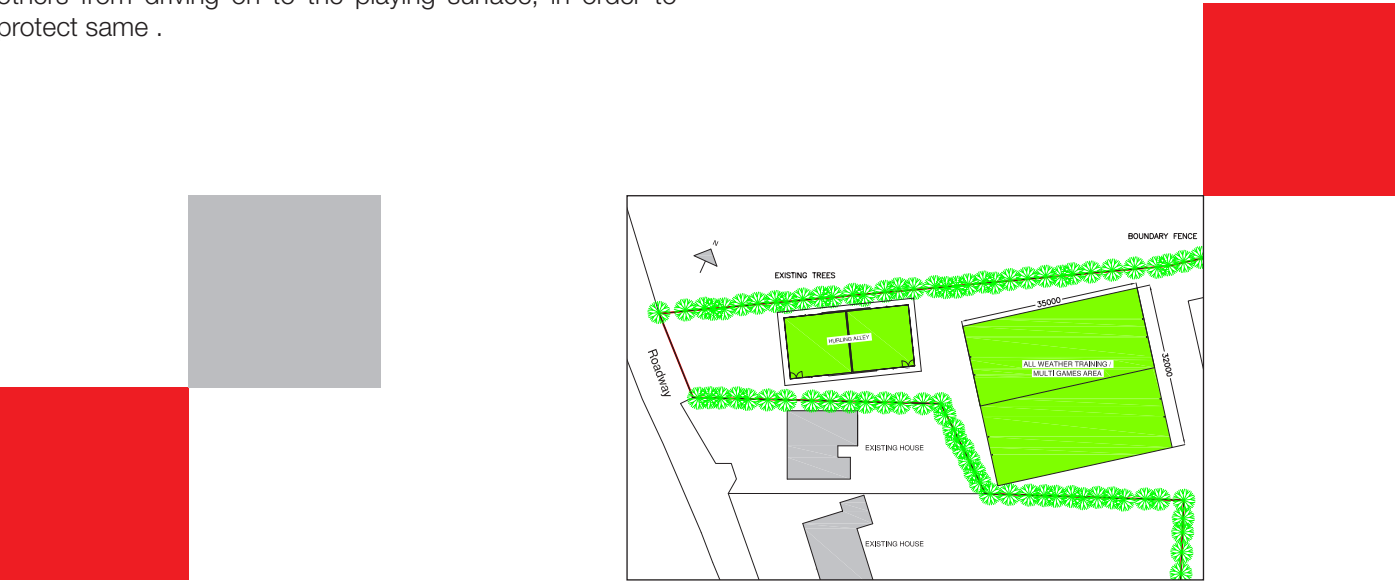 others from driving on to the playing surface, in order to
protect same .
BOUNDARY FENCE
N
EXISTING TREES
35000
HURLING ALLEY
Roadway
ALL WEATHER TRAINING /
MULTI GAMES AREA
32000
EXISTING HOUSE
EXISTING HOUSE